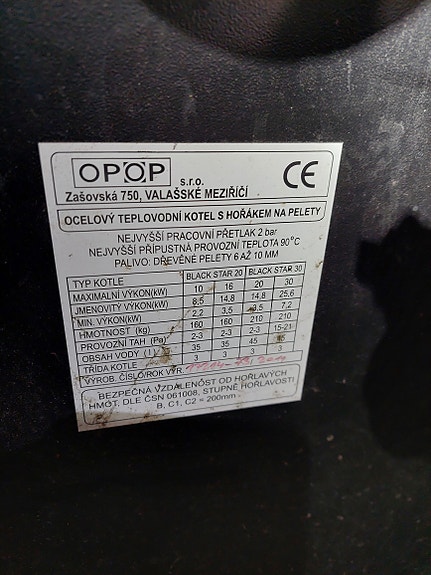 OPOP s.r.o.
CE
Zašovská 750, VALAŠSKÉ MEZIŘÍČÍ
OCELOVÝ TEPLOVODNÍ KOTEL S HOŘÁKEM NA PELETY
NEJVYŠŠÍ PRACOVNÍ PŘETLAK 2 bar
NEJVYŠŠÍ PŘÍPUSTNÁ PROVOZNÍ TEPLOTA 90°C
PALIVO: DŘEVĚNÉ PELETY 6 AŽ 10 MM
TYP KOTLE BLACK STAR 20 BLACK STAR 30
MAXIMALNÍ VÝKON(kW) 10 16 20 30
JMENOVITÝ VÝKON(kW) 8,5 14,8 14,8 25,6
MIN. VÝKON(kW) 2,2 3,5 3,5 7,2
HMOTNOST (kg) 160 160 210 210
PROVOZNÍ TAH (Pa) 2-3 2-3 2-3 15-21
OBSAH VODY (l) 35 35 45 45
TŘÍDA KOTLE 3 3 3 3
VÝROB. ČÍSLO/ROK VÝR.
BEZPEČNÁ VZDÁLENOST OD HOŘLAVÝCH
HMOT, DLE ČSN 061008, STUPNĚ HOŘLAVOSTI
B, C1, C2 = 200mm